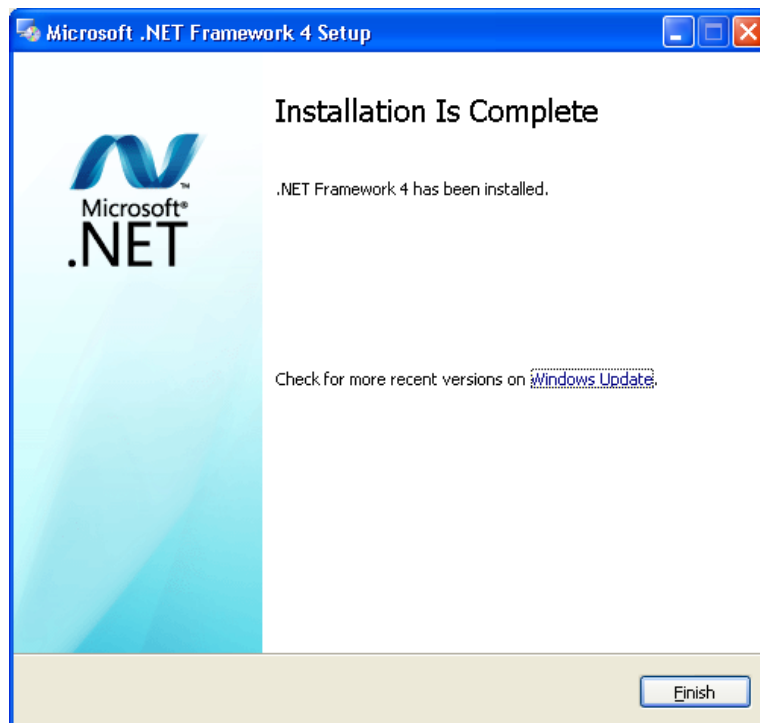 Microsoft .NET Framework 4 Setup
Installation Is Complete
.NET Framework 4 has been installed.
Microsoft®
.NET
™
Check for more recent versions on Windows Update.
Finish